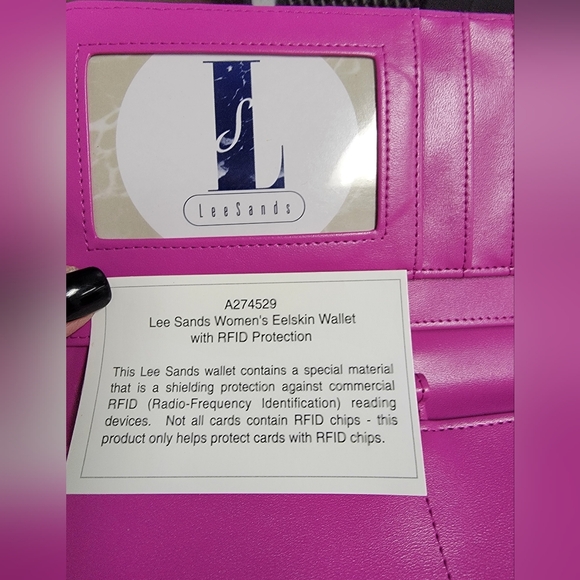 L
S
LeeSands
A274529
Lee Sands Women's Eelskin Wallet
with RFID Protection
This Lee Sands wallet contains a special material
that is a shielding protection against commercial
RFID (Radio-Frequency Identification) reading
devices. Not all cards contain RFID chips - this
product only helps protect cards with RFID chips.